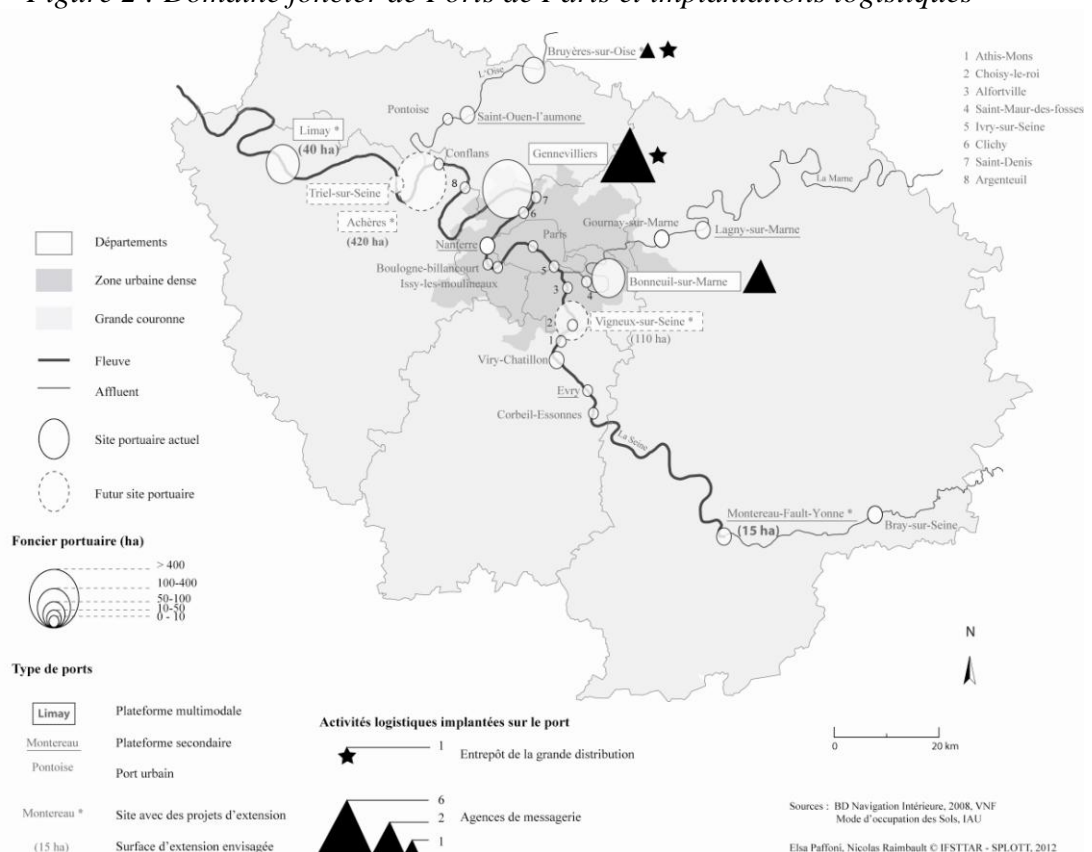 Figure 2 : Domaine foncier de Ports de Paris et implantations logistiques
Bruyères-sur-Oise *
L'Oise
Pontoise
Saint-Ouen-l'aumone
Limay *
(40 ha)
Conflans
Gennevilliers
Triel-sur-Seine
8
7
6
Achères *
(420 ha)
La Marne
Gournay-sur-Marne
Lagny-sur-Marne
Nanterre
Paris
Boulogne-billancourt
Issy-les-moulineaux
5
4
3
Bonneuil-sur-Marne
2
Vigneux-sur-Seine *
(110 ha)
1
Viry-Chatillon
Evry
Corbeil-Essonnes
La Seine
Montereau-Fault-Yonne *
(15 ha)
Bray-sur-Seine
1 Athis-Mons
2 Choisy-le-roi
3 Alfortville
4 Saint-Maur-des-fosses
5 Ivry-sur-Seine
6 Clichy
7 Saint-Denis
8 Argenteuil
Départements
Zone urbaine dense
Grande couronne
Fleuve
Affluent
Site portuaire actuel
Futur site portuaire
Foncier portuaire (ha)
> 400
100-400
50-100
10-50
0 - 10
Type de ports
Limay
Plateforme multimodale
Montereau
Plateforme secondaire
Pontoise
Port urbain
Montereau *
Site avec des projets d'extension
(15 ha)
Surface d'extension envisagée
Activités logistiques implantées sur le port
1
Entrepôt de la grande distribution
6
2
1
Agences de messagerie
N
0
20 km
Sources : BD Navigation Intérieure, 2008, VNF
Mode d'occupation des Sols, IAU
Elsa Paffoni, Nicolas Raimbault © IFSTTAR - SPLOTT, 2012